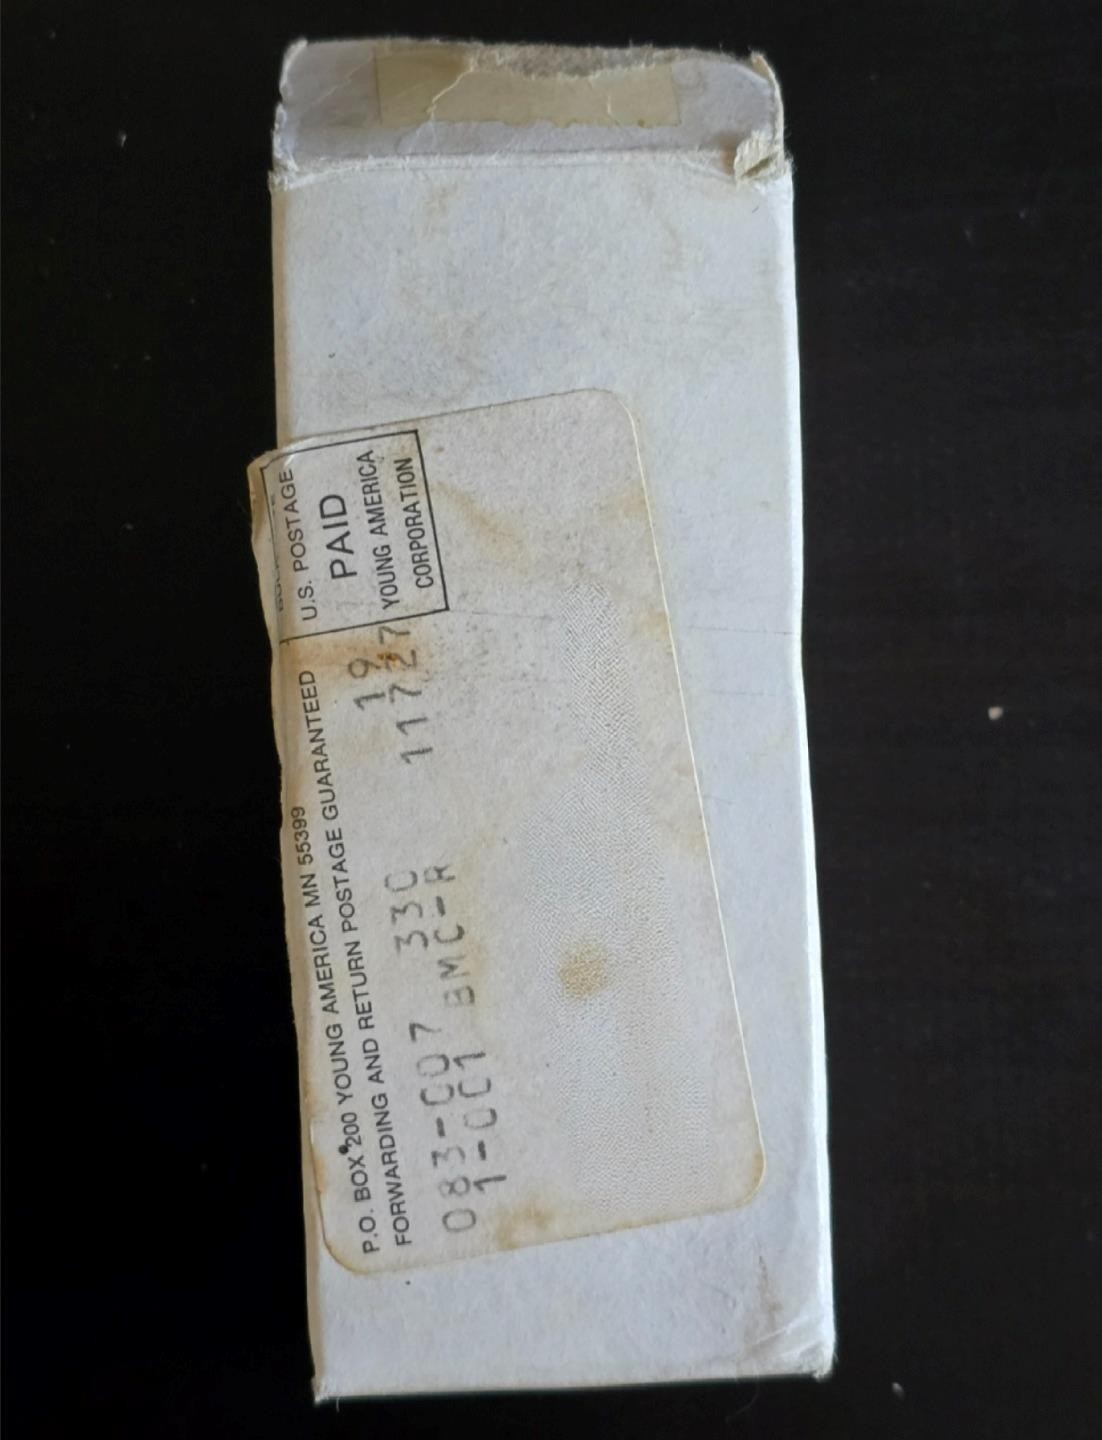 U.S. POSTAGE
PAID
YOUNG AMERICA
CORPORATION
P.O. BOX 200 YOUNG AMERICA MN 55399
FORWARDING AND RETURN POSTAGE GUARANTEED
083-007 330 19
1-001 BMC-A 11727